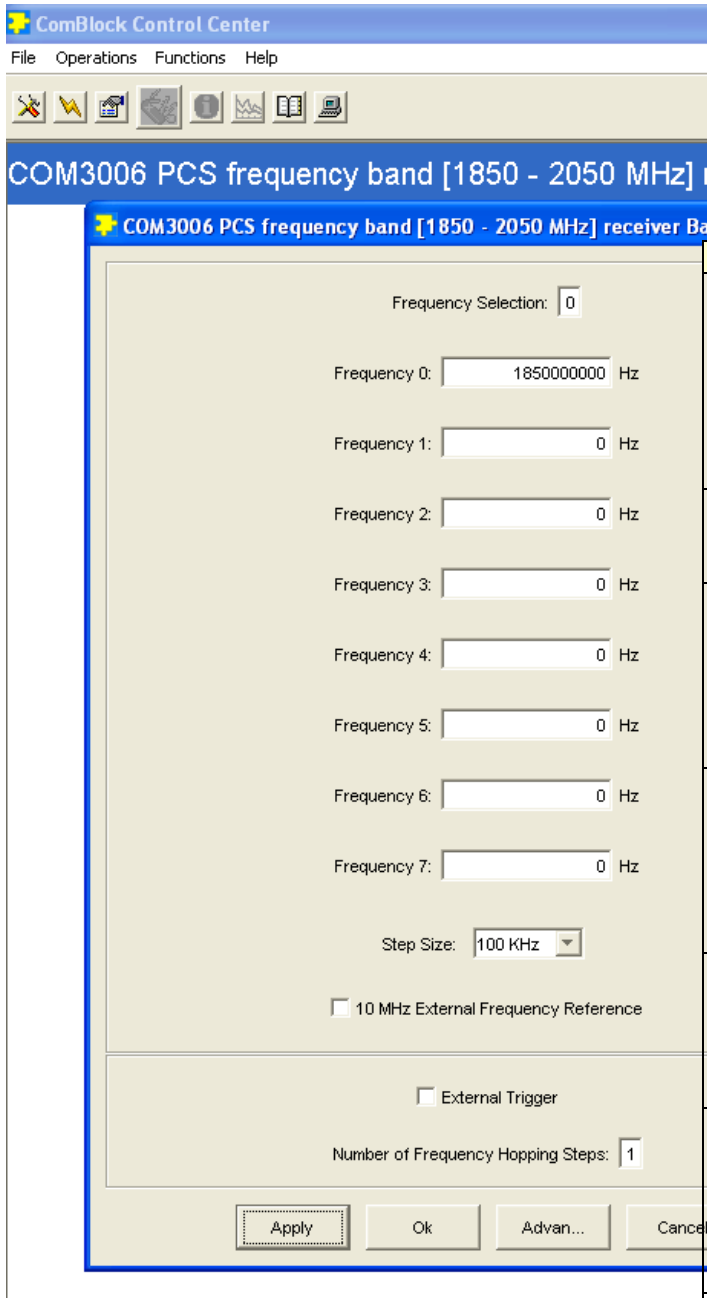 ComBlock Control Center
File Operations Functions Help
COM3006 PCS frequency band [1850 - 2050 MHz]
COM3006 PCS frequency band [1850 - 2050 MHz] receiver Ba
Frequency Selection: 0
Frequency 0: 1850000000 Hz
Frequency 1: 0 Hz
Frequency 2: 0 Hz
Frequency 3: 0 Hz
Frequency 4: 0 Hz
Frequency 5: 0 Hz
Frequency 6: 0 Hz
Frequency 7: 0 Hz
Step Size: 100 KHz
10 MHz External Frequency Reference
External Trigger
Number of Frequency Hopping Steps: 1
Apply Ok Advan... Cancel